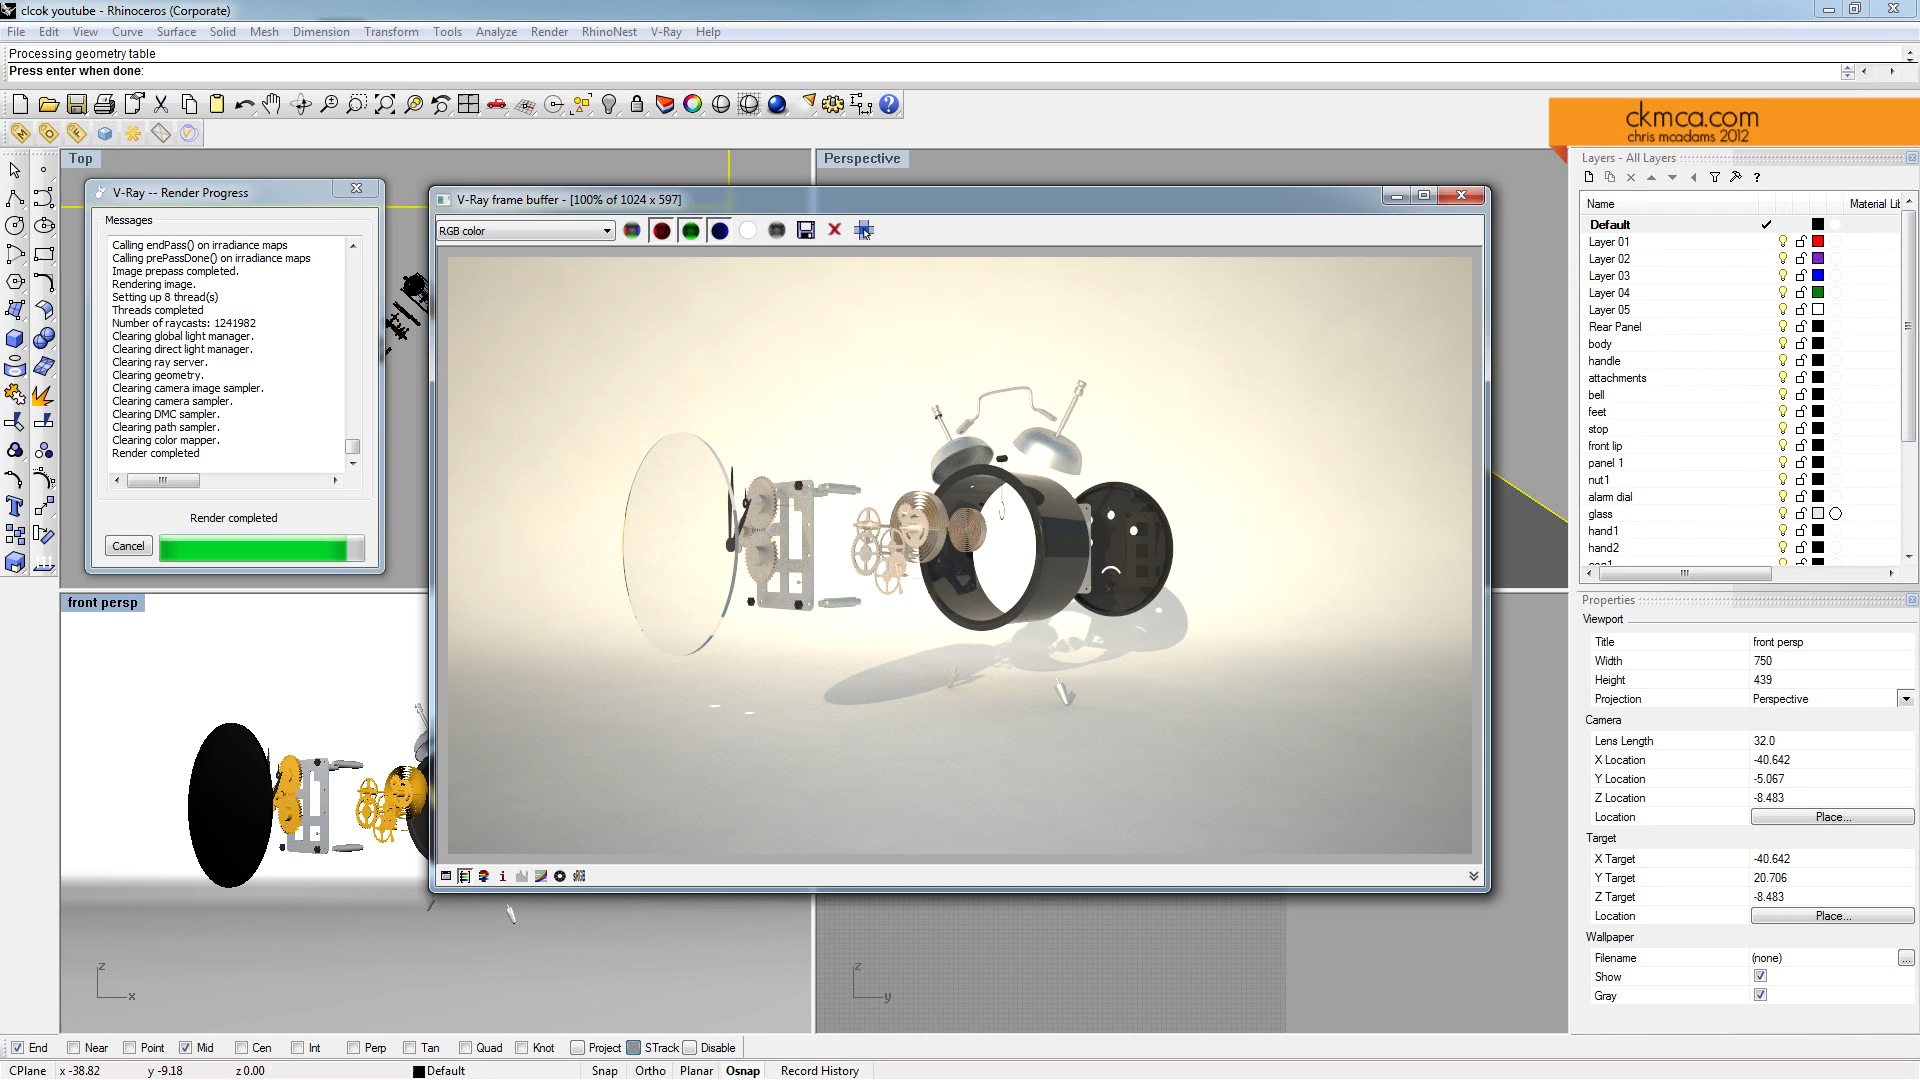 clcok youtube - Rhinoceros (Corporate)
File Edit View Curve Surface Solid Mesh Dimension Transform Tools Analyze Render RhinoNest V-Ray Help
Processing geometry table
Press enter when done:
ckmca.com
chris mcadams 2012
Top
Perspective
V-Ray -- Render Progress
Messages
Calling endPass() on irradiance maps
Calling prePassDone() on irradiance maps
Image prepass completed.
Rendering image.
Setting up 8 thread(s)
Threads completed
Number of raycasts: 1241982
Clearing global light manager.
Clearing direct light manager.
Clearing ray server.
Clearing geometry.
Clearing camera image sampler.
Clearing camera sampler.
Clearing DMC sampler.
Clearing path sampler.
Clearing color mapper.
Render completed
Render completed
Cancel
V-Ray frame buffer - [100% of 1024 x 597]
RGB color
front persp
z
x
z
y
Layers - All Layers
Name Material Lib
Default
Layer 01
Layer 02
Layer 03
Layer 04
Layer 05
Rear Panel
body
handle
attachments
bell
feet
stop
front lip
panel 1
nut1
alarm dial
glass
hand1
hand2
Properties
Viewport
Title front persp
Width 750
Height 439
Projection Perspective
Camera
Lens Length 32.0
X Location -40.642
Y Location -5.067
Z Location -8.483
Location Place...
Target
X Target -40.642
Y Target 20.706
Z Target -8.483
Location Place...
Wallpaper
Filename (none) ...
Show
Gray
End Near Point Mid Cen Int Perp Tan Quad Knot Project STrack Disable
CPlane x -38.82 y -9.18 z 0.00 Default Snap Ortho Planar Osnap Record History